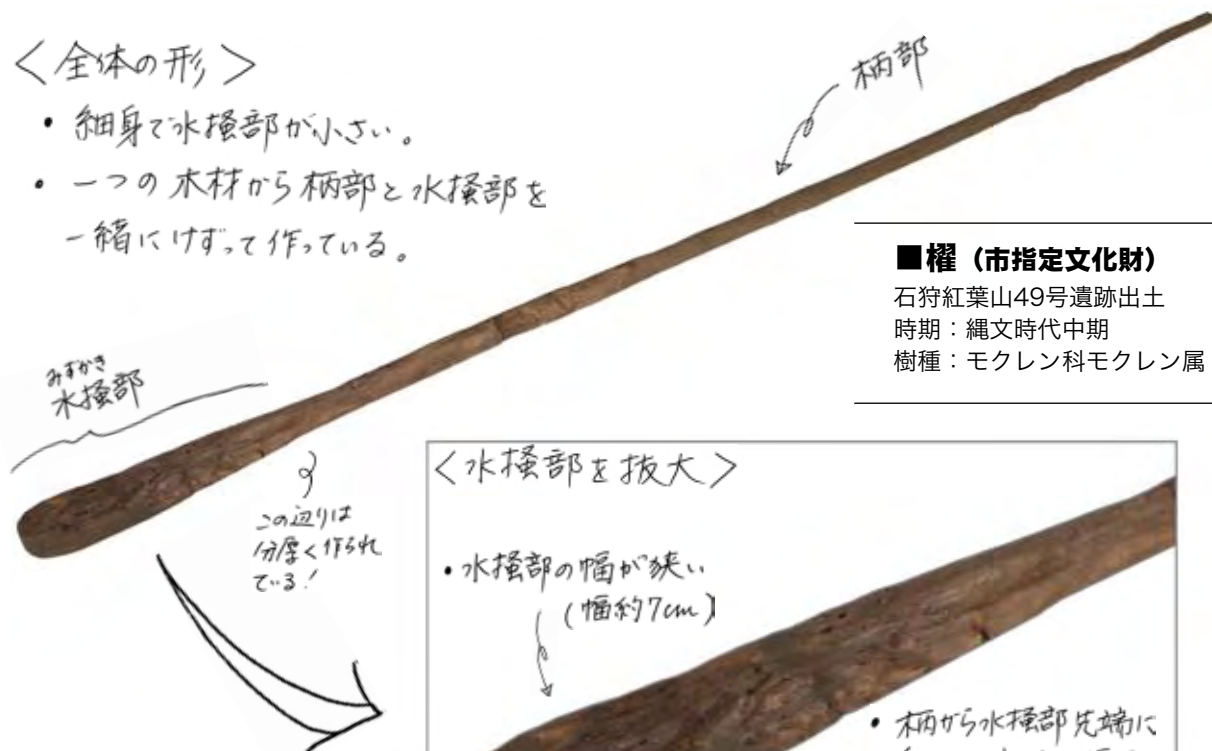 ＜全体の形＞
・細身で水掻部が小さい。
・一つの木材から柄部と水掻部を
一緒にけずって作っている。
柄部
■櫂（市指定文化財）
石狩紅葉山49号遺跡出土
時期：縄文時代中期
樹種：モクレン科モクレン属
みずかき
水掻部
この辺りは
分厚く作られ
ている！
＜水掻部を拡大＞
・水掻部の幅が狭い
（幅約7cm）
・柄から水掻部先端に